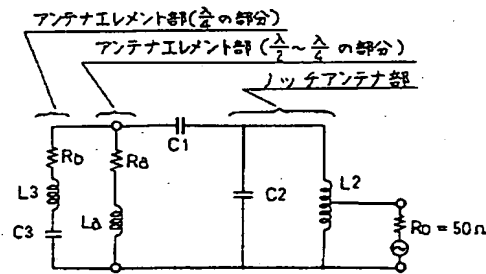 アンテナエレメント部(λ/4の部分)
アンテナエレメント部(λ/2~λ/4の部分)
ノッチアンテナ部
C1
Rb
Ra
L3
La
C3
C2
L2
Ro=50Ω